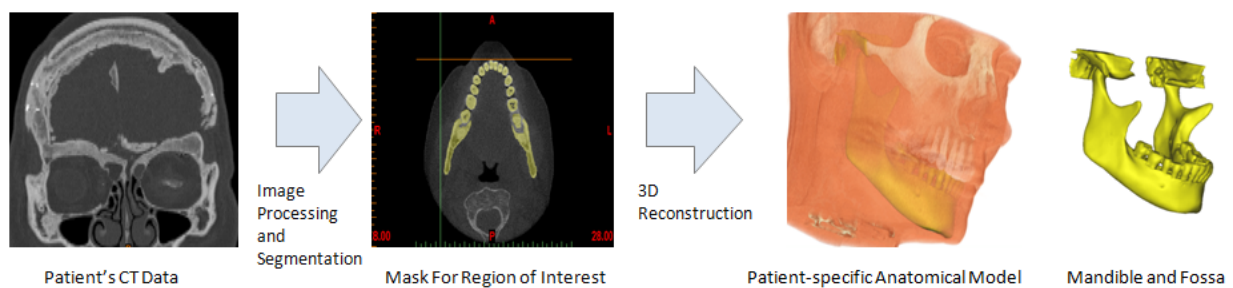 A
R
L
P
8.00
28.00
Image
Processing
and
Segmentation
3D
Reconstruction
Patient's CT Data
Mask For Region of Interest
Patient-specific Anatomical Model
Mandible and Fossa